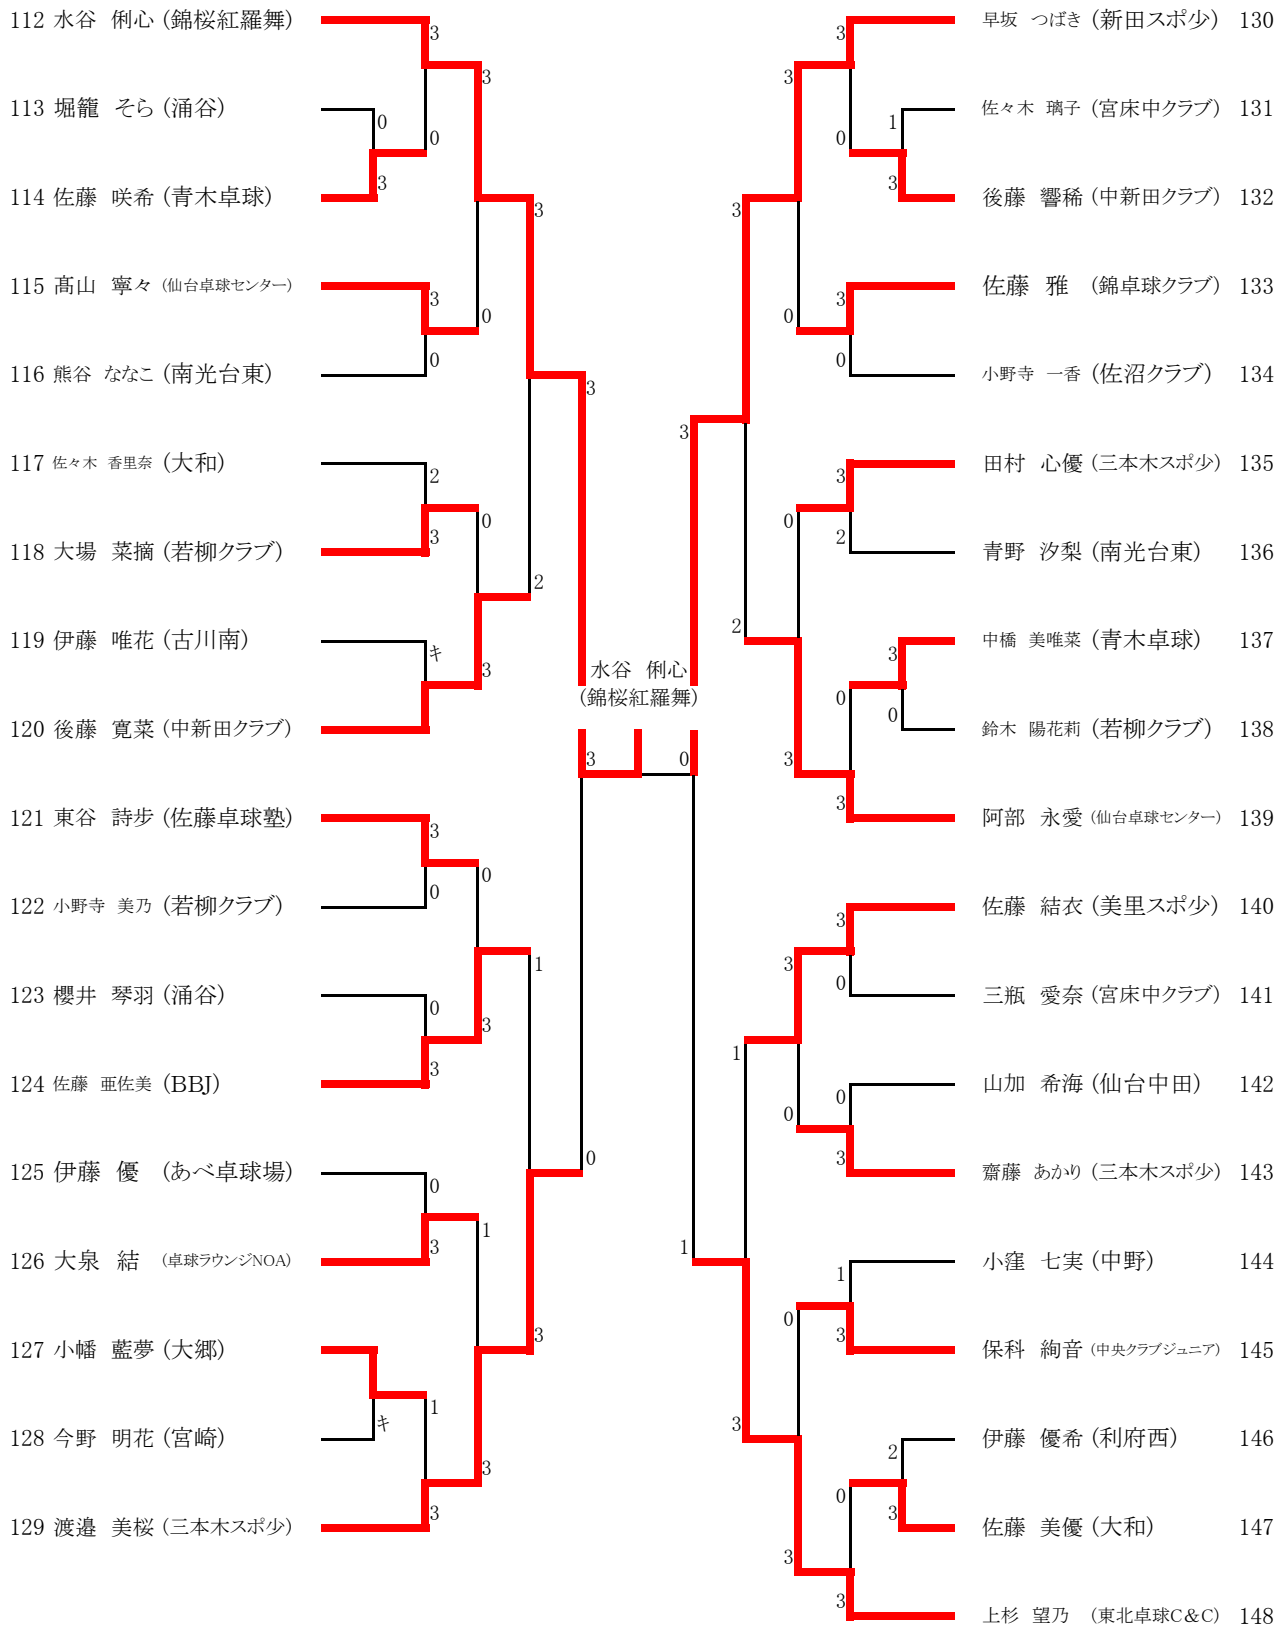 112 水谷 俐心 (錦桜紅羅舞)
113 堀籠 そら (涌谷)
114 佐藤 咲希 (青木卓球)
115 髙山 寧々 (仙台卓球センター)
116 熊谷 ななこ (南光台東)
117 佐々木 香里奈 (大和)
118 大場 菜摘 (若柳クラブ)
119 伊藤 唯花 (古川南)
120 後藤 寛菜 (中新田クラブ)
121 東谷 詩歩 (佐藤卓球塾)
122 小野寺 美乃 (若柳クラブ)
123 櫻井 琴羽 (涌谷)
124 佐藤 亜佐美 (BBJ)
125 伊藤 優 (あべ卓球場)
126 大泉 結 (卓球ラウンジNOA)
127 小幡 藍夢 (大郷)
128 今野 明花 (宮崎)
129 渡邉 美桜 (三本木スポ少)
3
0
3
0
3
0
2
3
キ
3
0
0
3
0
3
キ
3
3
0
0
3
0
3
1
1
3
3
2
1
3
3
0
水谷 俐心
(錦桜紅羅舞)
3
0
3
1
3
2
1
3
3
0
0
3
3
0
0
3
3
0
1
3
3
0
3
2
3
0
0
3
3
0
0
3
1
3
2
3
0
3
早坂 つばき (新田スポ少) 130
佐々木 璃子 (宮床中クラブ) 131
後藤 響稀 (中新田クラブ) 132
佐藤 雅 (錦卓球クラブ) 133
小野寺 一香 (佐沼クラブ) 134
田村 心優 (三本木スポ少) 135
青野 汐梨 (南光台東) 136
中橋 美唯菜 (青木卓球) 137
鈴木 陽花莉 (若柳クラブ) 138
阿部 永愛 (仙台卓球センター) 139
佐藤 結衣 (美里スポ少) 140
三瓶 愛奈 (宮床中クラブ) 141
山加 希海 (仙台中田) 142
齋藤 あかり (三本木スポ少) 143
小窪 七実 (中野) 144
保科 絢音 (中央クラブジュニア) 145
伊藤 優希 (利府西) 146
佐藤 美優 (大和) 147
上杉 望乃 (東北卓球C&C) 148